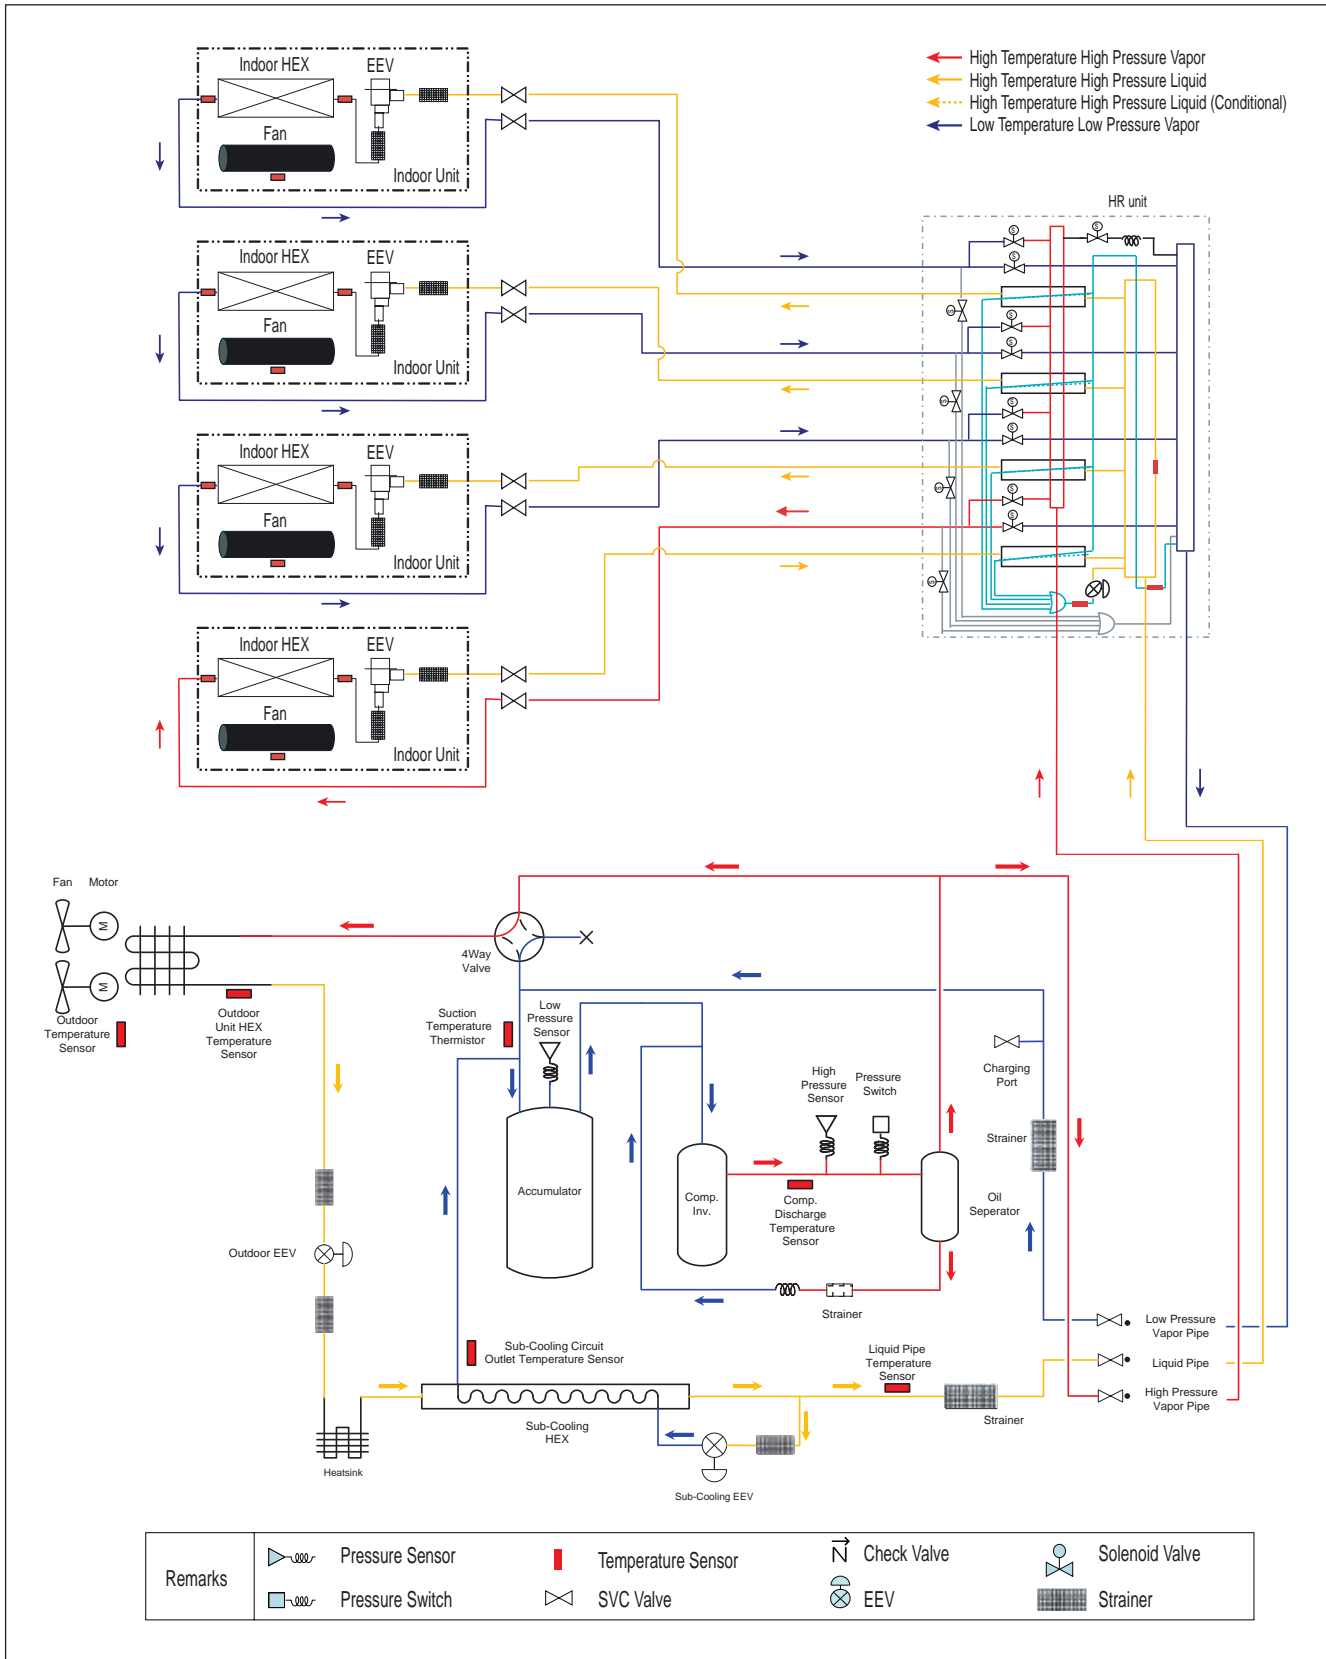 High Temperature High Pressure Vapor
High Temperature High Pressure Liquid
High Temperature High Pressure Liquid (Conditional)
Low Temperature Low Pressure Vapor
Indoor HEX
EEV
Fan
Indoor Unit
HR unit
S
S
S
S
S
S
S
S
S
S
S
S
S
Indoor HEX
EEV
Fan
Indoor Unit
Indoor HEX
EEV
Fan
Indoor Unit
Indoor HEX
EEV
Fan
Indoor Unit
Fan
Motor
M
M
4Way
Valve
Outdoor
Temperature
Sensor
Outdoor
Unit HEX
Temperature
Sensor
Suction
Temperature
Thermistor
Low
Pressure
Sensor
High
Pressure
Sensor
Pressure
Switch
Charging
Port
Strainer
Accumulator
Comp.
Inv.
Comp.
Discharge
Temperature
Sensor
Oil
Seperator
Outdoor EEV
Strainer
Sub-Cooling Circuit
Outlet Temperature Sensor
Liquid Pipe
Temperature
Sensor
Low Pressure
Vapor Pipe
Liquid Pipe
High Pressure
Vapor Pipe
Sub-Cooling
HEX
Strainer
Heatsink
Sub-Cooling EEV
Remarks
Pressure Sensor
Temperature Sensor
N
Check Valve
Solenoid Valve
Pressure Switch
SVC Valve
EEV
Strainer